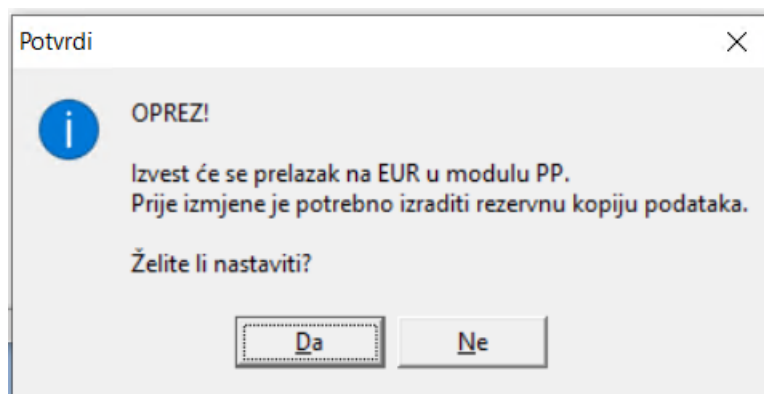 Potvrdi
OPREZ!
Izvest će se prelazak na EUR u modulu PP.
Prije izmjene je potrebno izraditi rezervnu kopiju podataka.
Želite li nastaviti?
Da
Ne